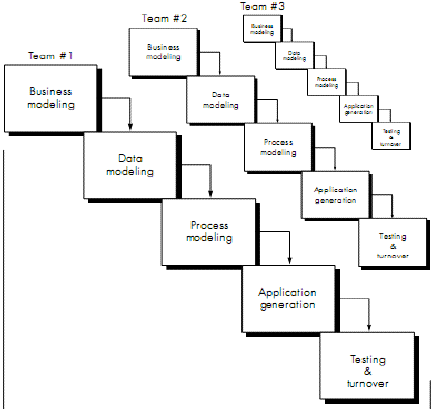 Team #1
Business
modeling
Data
modeling
Process
modeling
Application
generation
Testing
&
turnover
Team #2
Business
modeling
Data
modeling
Process
modeling
Application
generation
Testing
&
turnover
Team #3
Business
modeling
Data
modeling
Process
modeling
Application
generation
Testing
&
turnover